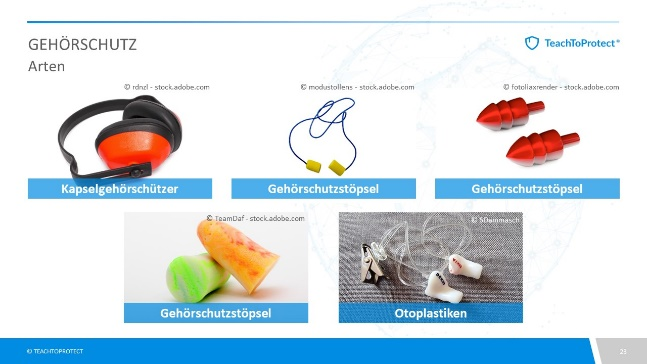 GEHÖRSCHUTZ
TeachToProtect®
Arten
© rdnzl - stock.adobe.com
© modustollens - stock.adobe.com
© fotoliaxrender - stock.adobe.com
Kapselgehörschützer
Gehörschutzstöpsel
Gehörschutzstöpsel
© TeamDaf - stock.adobe.com
© SDammasch
Gehörschutzstöpsel
Otoplastiken
© TEACHTOPROTECT
25